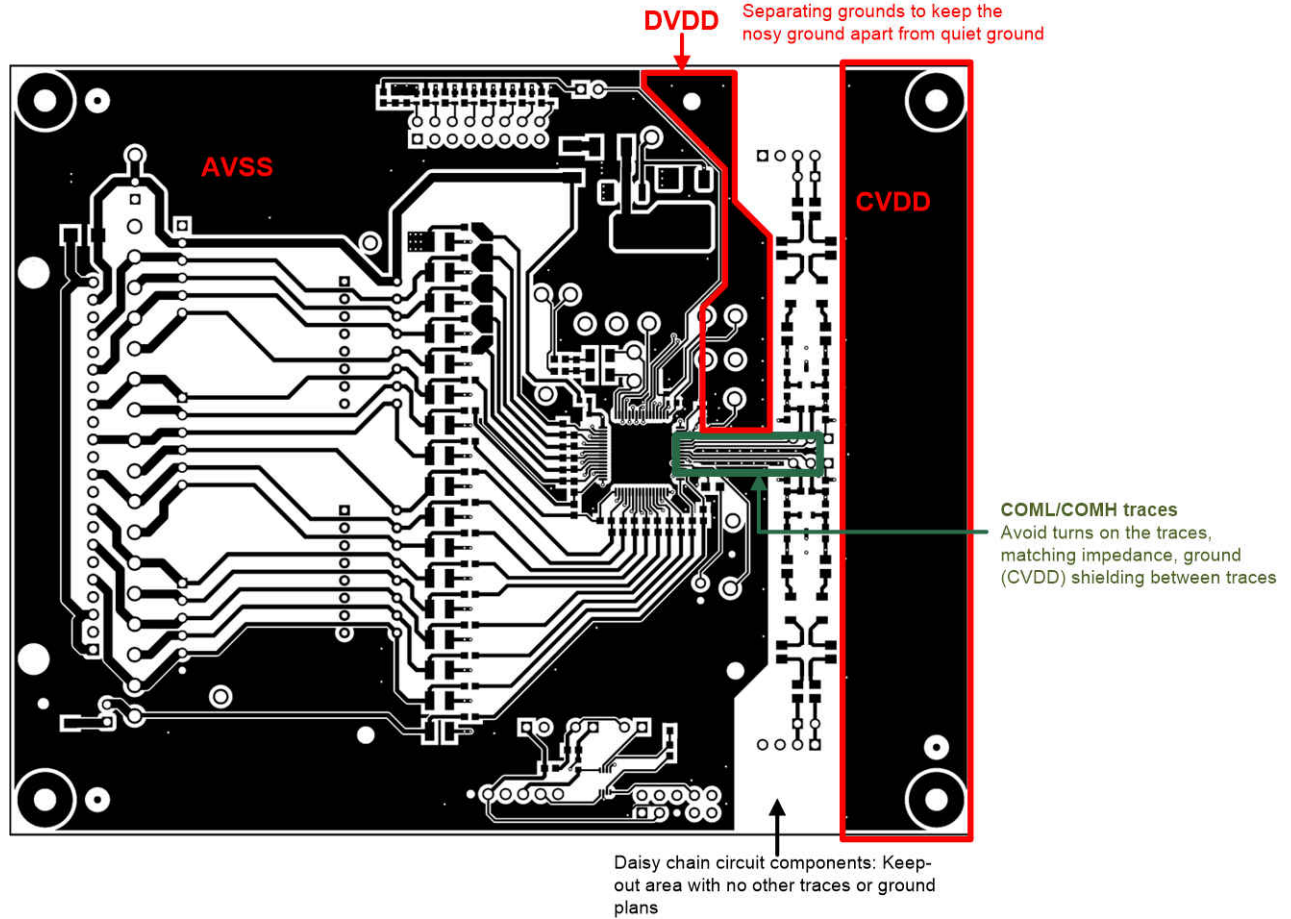 DVDD
Separating grounds to keep the
nosy ground apart from quiet ground
AVSS
CVDD
COML/COMH traces
Avoid turns on the traces,
matching impedance, ground
(CVDD) shielding between traces
Daisy chain circuit components: Keep-
out area with no other traces or ground
plans